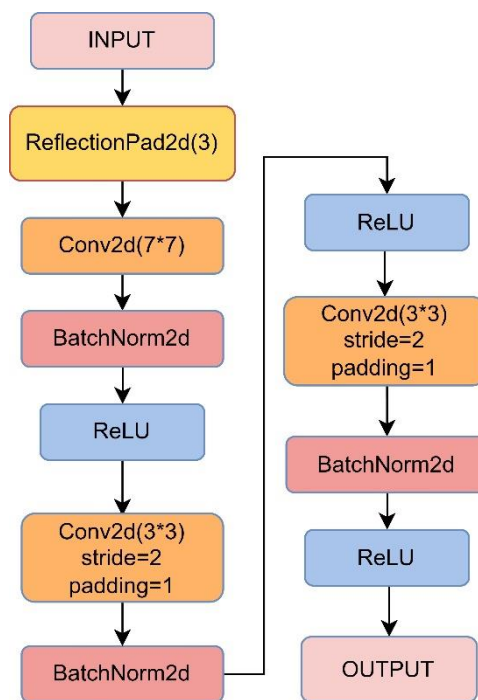 INPUT
ReflectionPad2d(3)
Conv2d(7*7)
BatchNorm2d
ReLU
Conv2d(3*3)
stride=2
padding=1
BatchNorm2d
ReLU
Conv2d(3*3)
stride=2
padding=1
BatchNorm2d
ReLU
OUTPUT